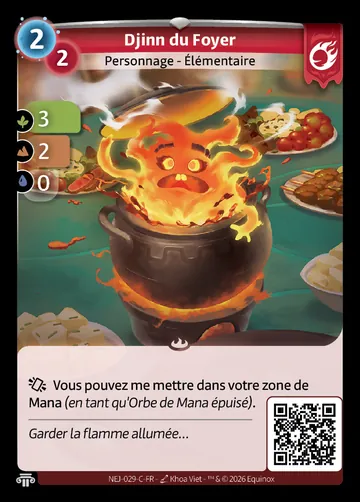 2
2
Djinn du Foyer
Personnage - Élémentaire
3
2
0
Vous pouvez me mettre dans votre zone de
Mana (en tant qu'Orbe de Mana épuisé).
Garder la flamme allumée...
NEJ-029-C-FR - Khoa Viet - ™ & © 2026 Equinox